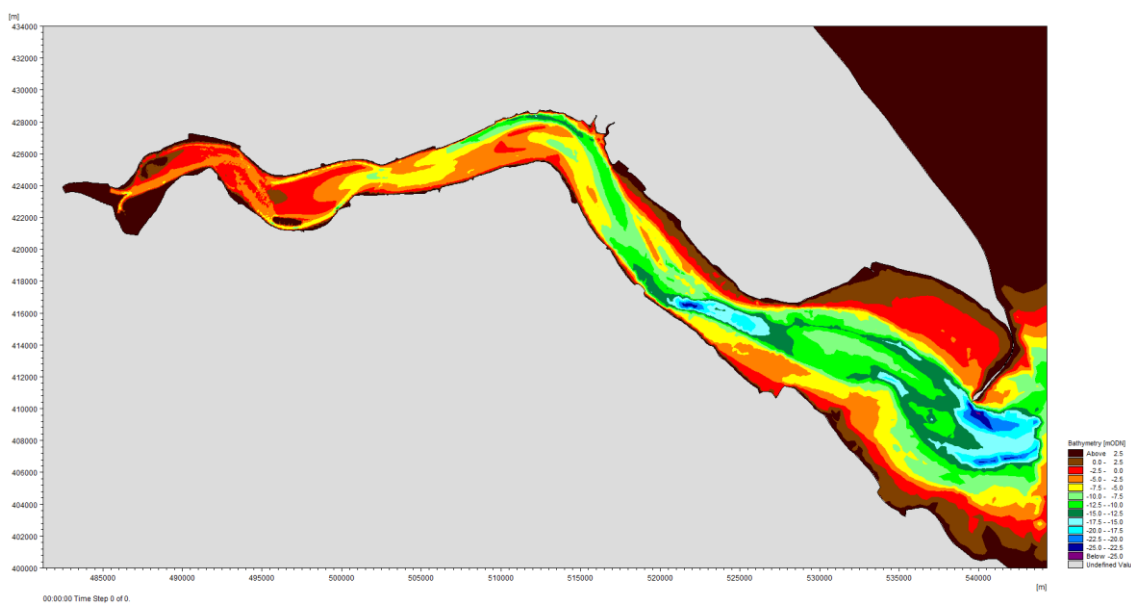 [m]
434000
432000
430000
428000
426000
424000
422000
420000
418000
416000
414000
412000
410000
408000
406000
404000
402000
400000
485000 490000 495000 500000 505000 510000 515000 520000 525000 530000 535000 540000
[m]
00:00:00 Time Step 0 of 0.
Bathymetry [mODN]
Above 2.5
0.0 - 2.5
-2.5 - 0.0
-5.0 - -2.5
-7.5 - -5.0
-10.0 - -7.5
-12.5 - -10.0
-15.0 - -12.5
-17.5 - -15.0
-20.0 - -17.5
-22.5 - -20.0
-25.0 - -22.5
Below -25.0
Undefined Valu